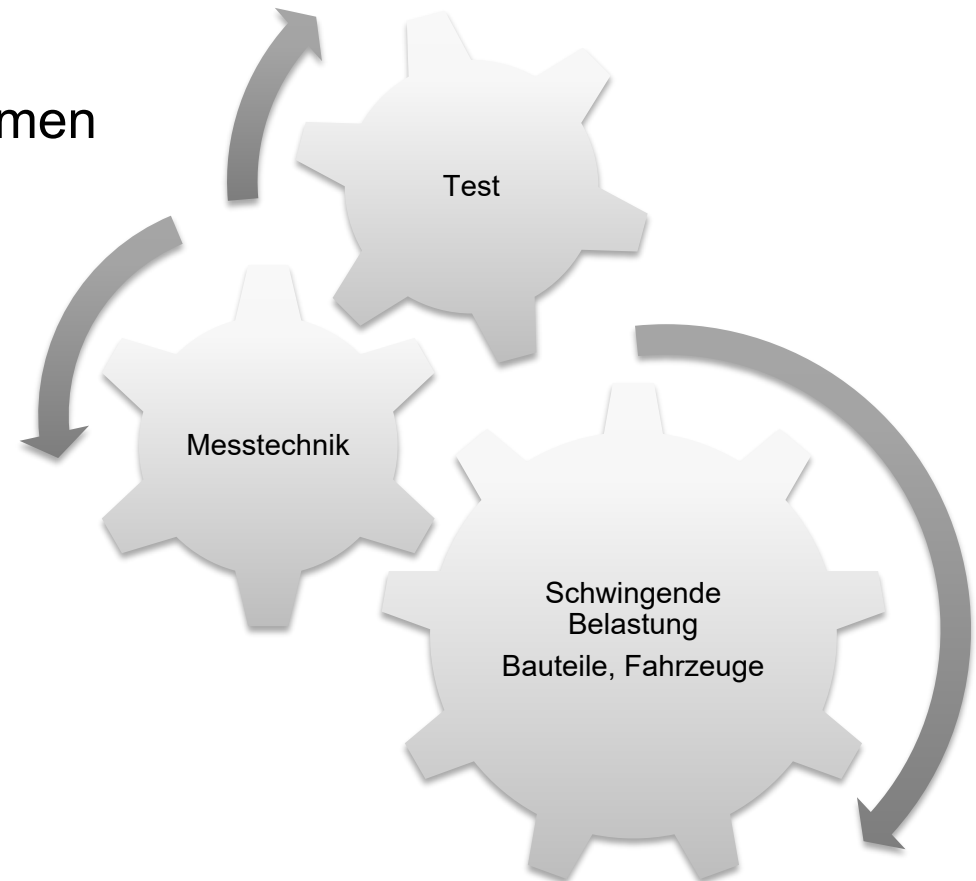 men
Test
Messtechnik
Schwingende
Belastung
Bauteile, Fahrzeuge